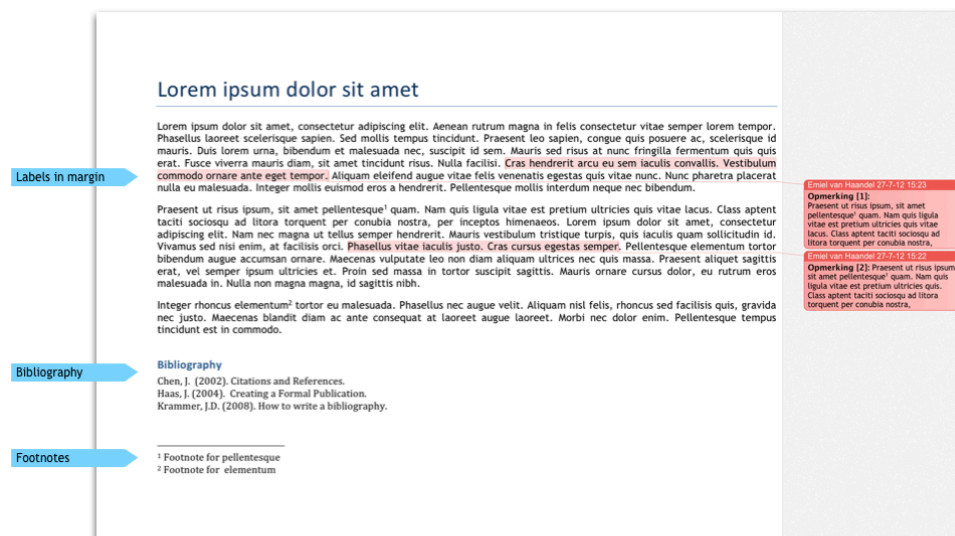 Lorem ipsum dolor sit amet
Lorem ipsum dolor sit amet, consectetur adipiscing elit. Aenean rutrum magna in felis consectetur vitae semper lorem tempor.
Phasellus laoreet scelerisque sapien. Sed mollis tempus tincidunt. Praesent leo sapien, congue quis posuere ac, scelerisque id
mauris. Duis lorem urna, bibendum et malesuada nec, suscipit id sem. Mauris sed risus at nunc fringilla fermentum quis quis
erat. Fusce viverra mauris diam, sit amet tincidunt risus. Nulla facilisi. Cras hendrerit arcu eu sem iaculis convallis. Vestibulum
commodo ornare ante eget tempor. Aliquam eleifend augue vitae felis venenatis egestas quis vitae nunc. Nunc pharetra placerat
nulla eu malesuada. Integer mollis euismod eros a hendrerit. Pellentesque mollis interdum neque nec bibendum.
Labels in margin
Praesent ut risus ipsum, sit amet pellentesque¹ quam. Nam quis ligula vitae est pretium ultricies quis vitae lacus. Class aptent
taciti sociosqu ad litora torquent per conubia nostra, per inceptos himenaeos. Lorem ipsum dolor sit amet, consectetur
adipiscing elit. Nam nec magna ut tellus semper hendrerit. Mauris vestibulum tristique turpis, quis iaculis quam sollicitudin id.
Vivamus sed nisi enim, at facilisis orci. Phasellus vitae iaculis justo. Cras cursus egestas semper. Pellentesque elementum tortor
bibendum augue accumsan ornare. Maecenas vulputate leo non diam aliquam ultrices nec quis massa. Praesent aliquet sagittis
erat, vel semper ipsum ultricies et. Proin sed massa in tortor suscipit sagittis. Mauris ornare cursus dolor, eu rutrum eros
malesuada in. Nulla non magna magna, id sagittis nibh.
Integer rhoncus elementum² tortor eu malesuada. Phasellus nec augue velit. Aliquam nisl felis, rhoncus sed facilisis quis, gravida
nec justo. Maecenas blandit diam ac ante consequat at laoreet augue laoreet. Morbi nec dolor enim. Pellentesque tempus
tincidunt est in commodo.
Emiel van Haandel 27-7-12 15:23
Opmerking [1]:
Praesent ut risus ipsum, sit amet
pellentesque¹ quam. Nam quis ligula
vitae est pretium ultricies quis vitae
lacus. Class aptent taciti sociosqu ad
litora torquent per conubia nostra,
Emiel van Haandel 27-7-12 15:22
Opmerking [2]: Praesent ut risus ipsum,
sit amet pellentesque¹ quam. Nam quis
ligula vitae est pretium ultricies quis.
Class aptent taciti sociosqu ad litora
torquent per conubia nostra,
Bibliography
Bibliography
Chen, J. (2002). Citations and References.
Haas, J. (2004). Creating a Formal Publication.
Krammer, J.D. (2008). How to write a bibliography.
Footnotes
¹ Footnote for pellentesque
² Footnote for elementum